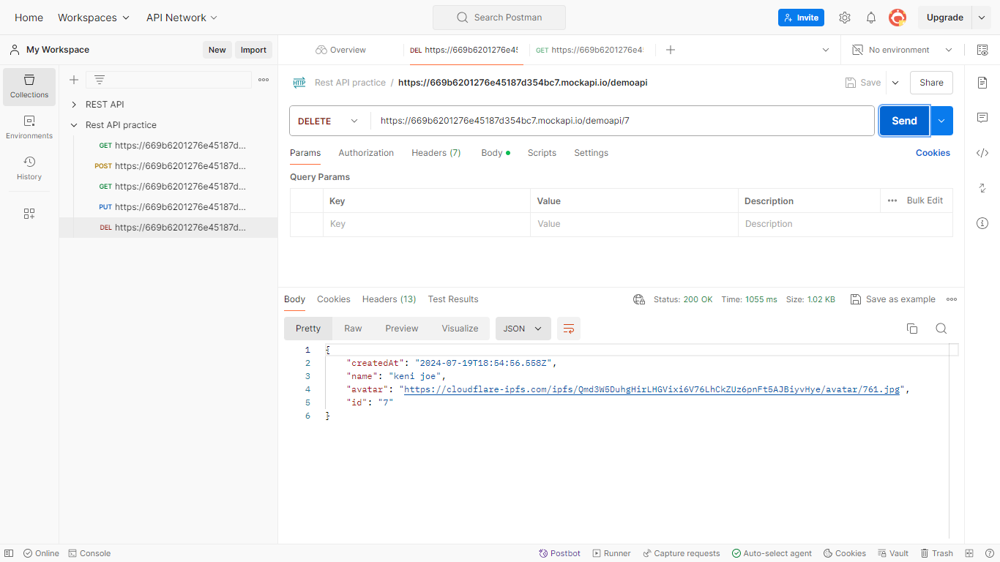 Home Workspaces API Network Search Postman Invite Upgrade
My Workspace New Import Overview DEL https://669b6201276e45 GET https://669b6201276e45 No environment
Collections
Environments
History
REST API
Rest API practice
GET https://669b6201276e45187d...
POST https://669b6201276e45187d...
GET https://669b6201276e45187d...
PUT https://669b6201276e45187d...
DEL https://669b6201276e45187d...
HTTP Rest API practice / https://669b6201276e45187d354bc7.mockapi.io/demoapi Save Share
DELETE https://669b6201276e45187d354bc7.mockapi.io/demoapi/7 Send
Params Authorization Headers (7) Body Scripts Settings Cookies
Query Params
Key Value Description ••• Bulk Edit
Key Value Description
Body Cookies Headers (13) Test Results Status: 200 OK Time: 1055 ms Size: 1.02 KB Save as example
Pretty Raw Preview Visualize JSON
1 {
2 "createdAt": "2024-07-19T18:54:56.558Z",
3 "name": "keni joe",
4 "avatar": "https://cloudflare-ipfs.com/ipfs/Qmd3W5DuhgHirLHGVixi6V76LhCkZUz6pnFt5AJBiyvHye/avatar/761.jpg",
5 "id": "7"
6 }
Online Console Postbot Runner Capture requests Auto-select agent Cookies Vault Trash